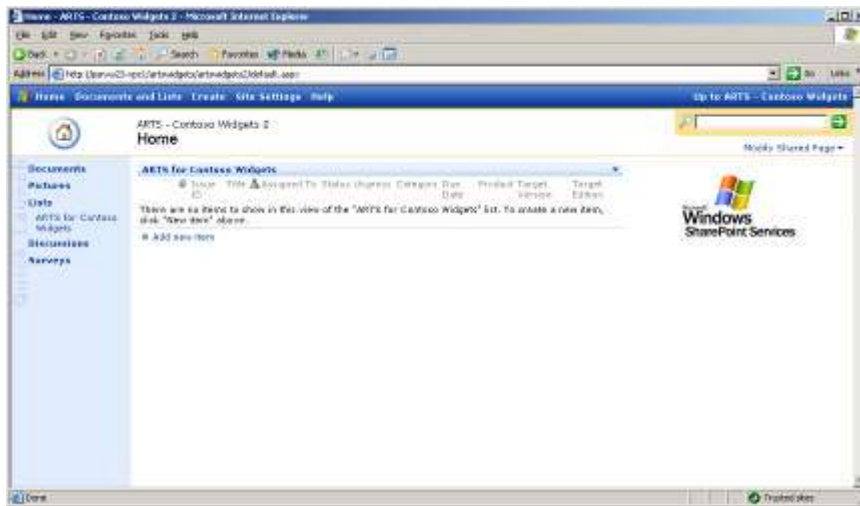 Home - ARTS - Contoso Widgets 2 - Microsoft Internet Explorer
File Edit View Favorites Tools Help
Back Search Favorites Media
Address Go Links
Home Documents and Lists Create Site Settings Help Up to ARTS - Contoso Widgets
ARTS - Contoso Widgets 2
Home
Modify Shared Page
Documents
Pictures
Lists
ARTS for Contoso Widgets
Discussions
Surveys
ARTS for Contoso Widgets
Issue ID Title Assigned To Status Category Due Date Product Target Version Target Edition
There are no items to show in this view of the "ARTS for Contoso Widgets" list. To create a new item,
click "New item" above.
Add new item
Microsoft
Windows
SharePoint Services
Done Trusted sites